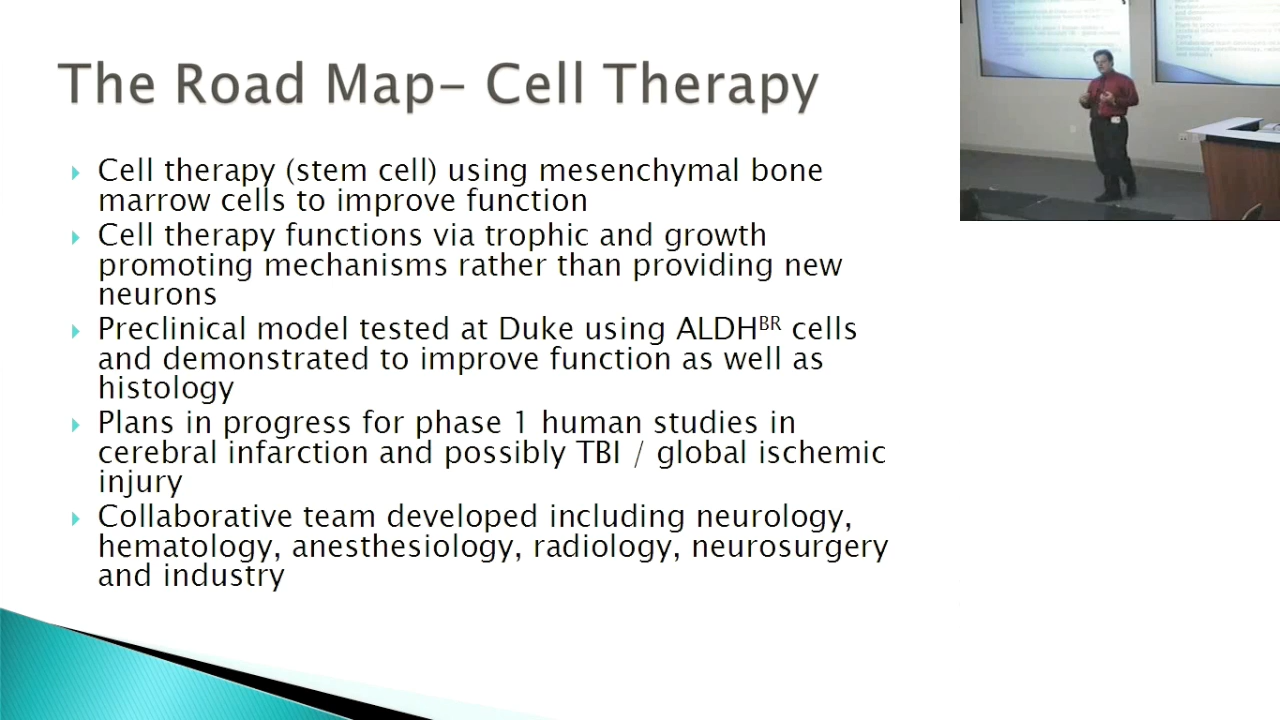 The Road Map- Cell Therapy
Cell therapy (stem cell) using mesenchymal bone
marrow cells to improve function
Cell therapy functions via trophic and growth
promoting mechanisms rather than providing new
neurons
Preclinical model tested at Duke using ALDHBR cells
and demonstrated to improve function as well as
histology
Plans in progress for phase 1 human studies in
cerebral infarction and possibly TBI / global ischemic
injury
Collaborative team developed including neurology,
hematology, anesthesiology, radiology, neurosurgery
and industry